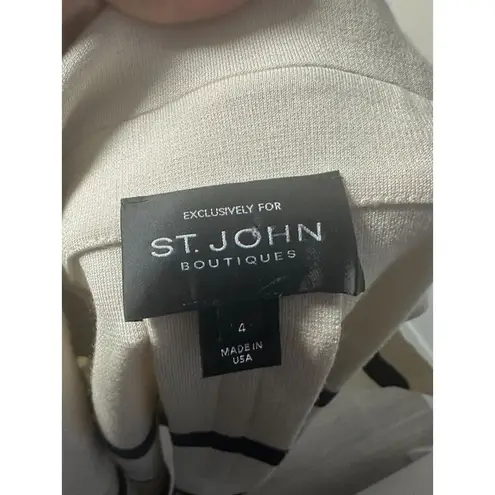 EXCLUSIVELY FOR
ST. JOHN
BOUTIQUES
4
MADE IN
USA